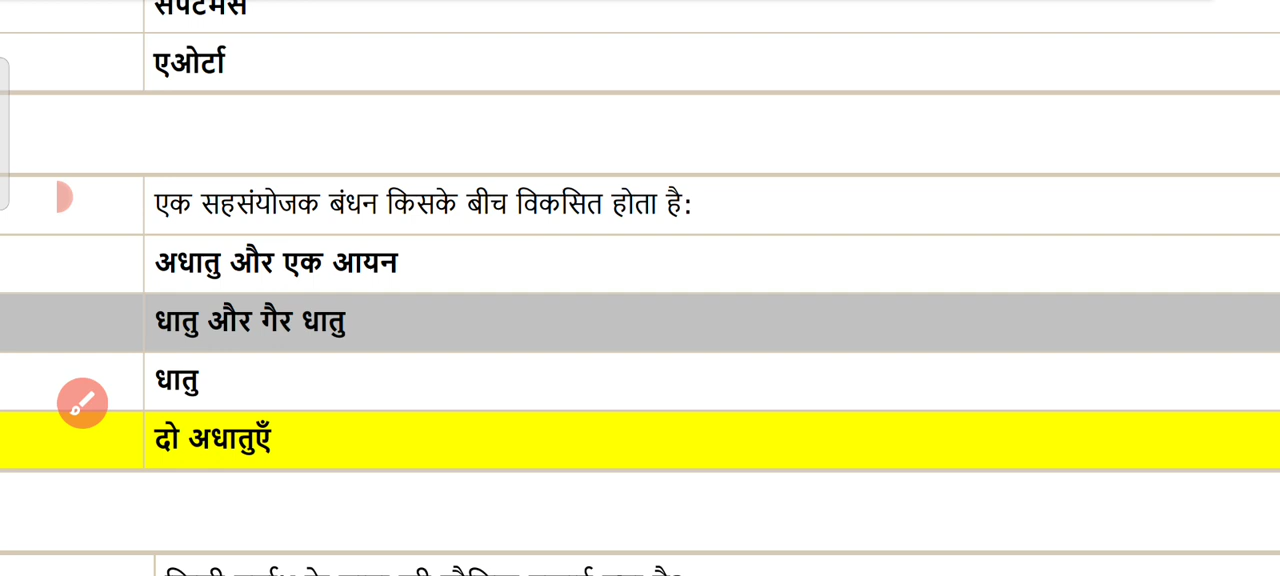 एओर्टा
एक सहसंयोजक बंधन किसके बीच विकसित होता है:
अधातु और एक आयन
धातु और गैर धातु
धातु
दो अधातुएँ